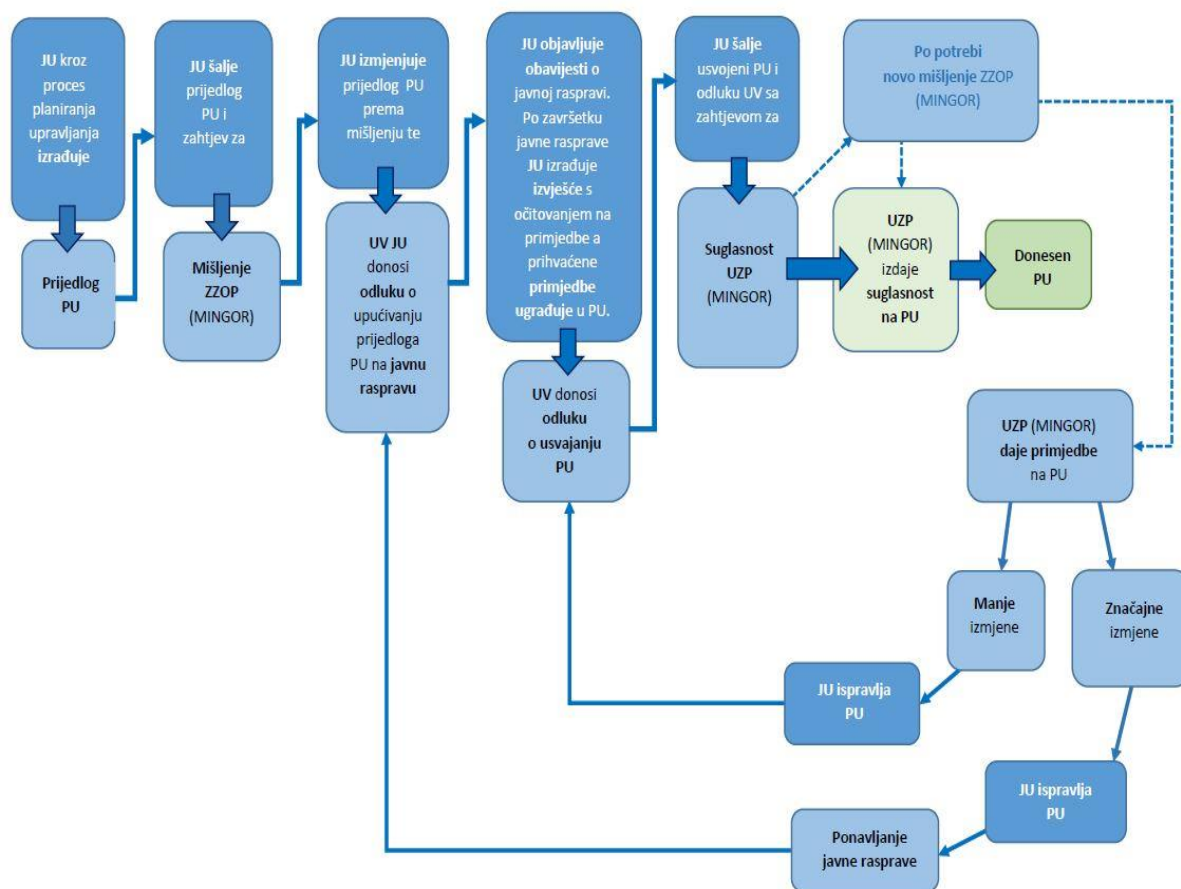 JU kroz
proces
planiranja
upravljanja
izrađuje
Prijedlog
PU
JU šalje
prijedlog
PU i
zahtjev za
Mišljenje
ZZOP
(MINGOR)
JU izmjenjuje
prijedlog PU
prema
mišljenju te
UV JU
donosi
odluku o
upućivanju
prijedloga
PU na javnu
raspravu
JU objavljuje
obavijesti o
javnoj raspravi.
Po završetku
javne rasprave
JU izrađuje
izvješće s
očitovanjem na
primjedbe a
prihvaćene
primjedbe
ugrađuje u PU.
UV donosi
odluku
o usvajanju
PU
JU šalje
usvojeni PU i
odluku UV sa
zahtjevom za
Suglasnost
UZP
(MINGOR)
Po potrebi
novo mišljenje ZZOP
(MINGOR)
UZP
(MINGOR)
izdaje
suglasnost
na PU
Donesen
PU
UZP (MINGOR)
daje primjedbe
na PU
Manje
izmjene
Značajne
izmjene
JU ispravlja
PU
JU ispravlja
PU
Ponavljanje
javne rasprave